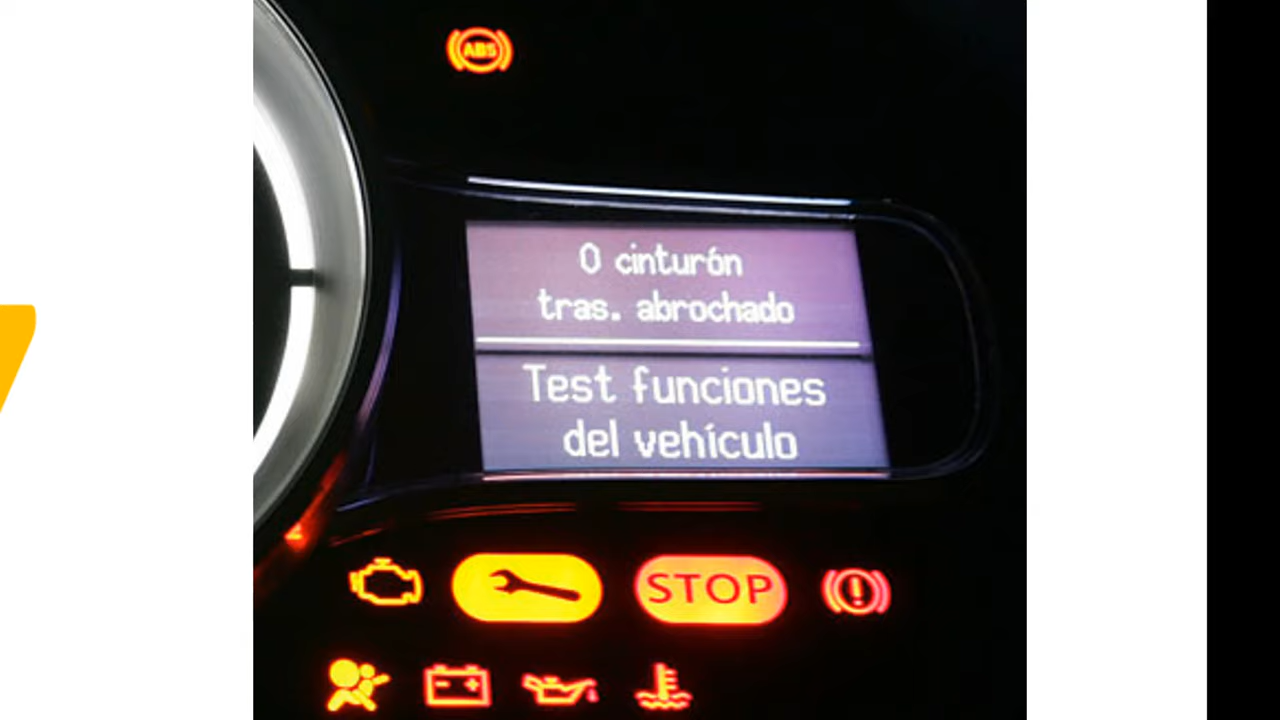 ABS
0 cinturón
tras. abrochado
Test funciones
del vehículo
STOP